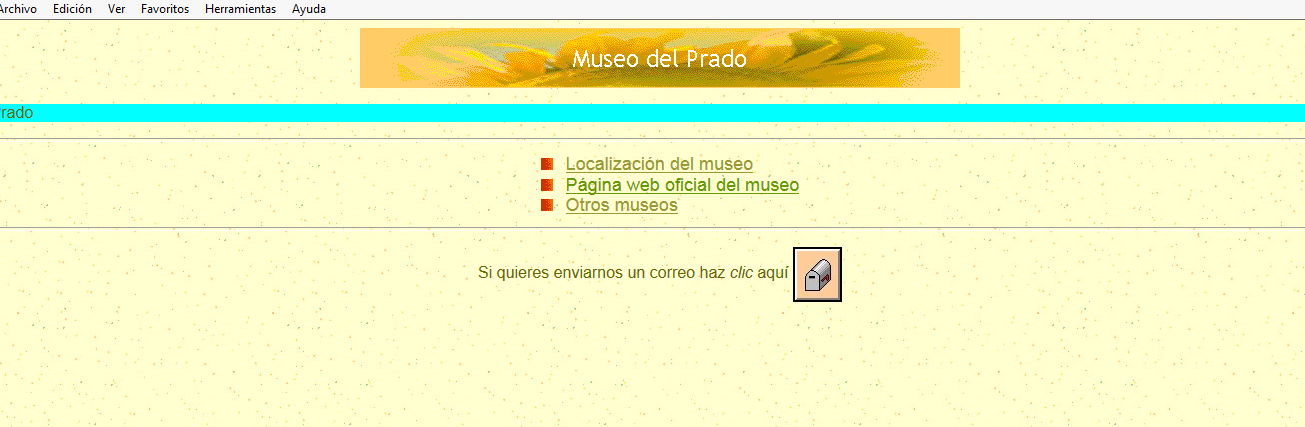 Archivo Edición Ver Favoritos Herramientas Ayuda
Museo del Prado
rado
Localización del museo
Página web oficial del museo
Otros museos
Si quieres enviarnos un correo haz clic aquí